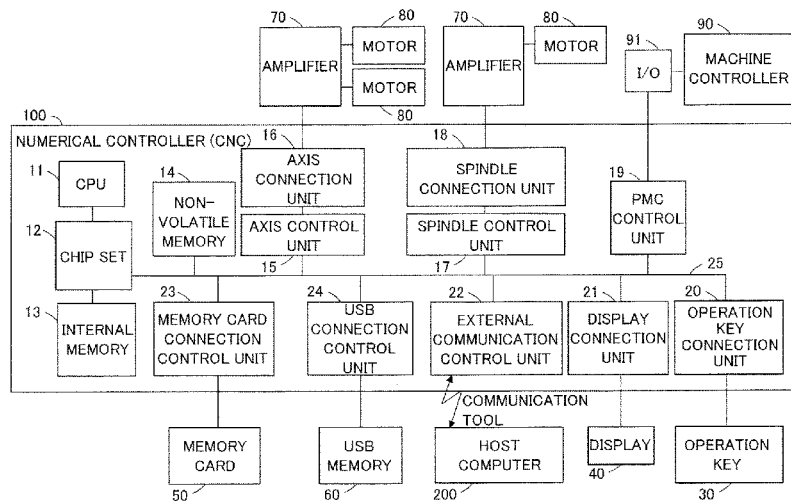 70
80
70
80
91
90
AMPLIFIER
MOTOR
MOTOR
80
AMPLIFIER
MOTOR
I/O
MACHINE
CONTROLLER
100
NUMERICAL CONTROLLER (CNC)
11
CPU
12
CHIP SET
13
INTERNAL
MEMORY
14
NON-
VOLATILE
MEMORY
16
AXIS
CONNECTION
UNIT
AXIS CONTROL
UNIT
15
18
SPINDLE
CONNECTION UNIT
SPINDLE CONTROL
UNIT
17
19
PMC
CONTROL
UNIT
25
23
MEMORY CARD
CONNECTION
CONTROL UNIT
24
USB
CONNECTION
CONTROL
UNIT
22
EXTERNAL
COMMUNICATION
CONTROL UNIT
21
DISPLAY
CONNECTION
UNIT
20
OPERATION
KEY
CONNECTION
UNIT
COMMUNICATION
TOOL
MEMORY
CARD
50
USB
MEMORY
60
HOST
COMPUTER
200
DISPLAY
40
OPERATION
KEY
30